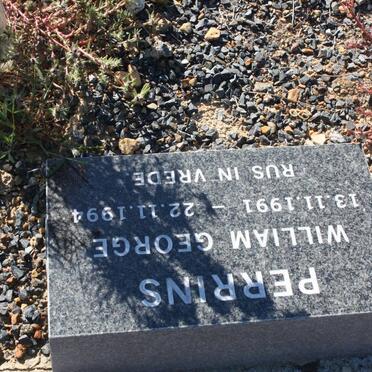 PERRINS
WILLIAM GEORGE
13.11.1991 – 22.11.1994
RUS IN VREDE